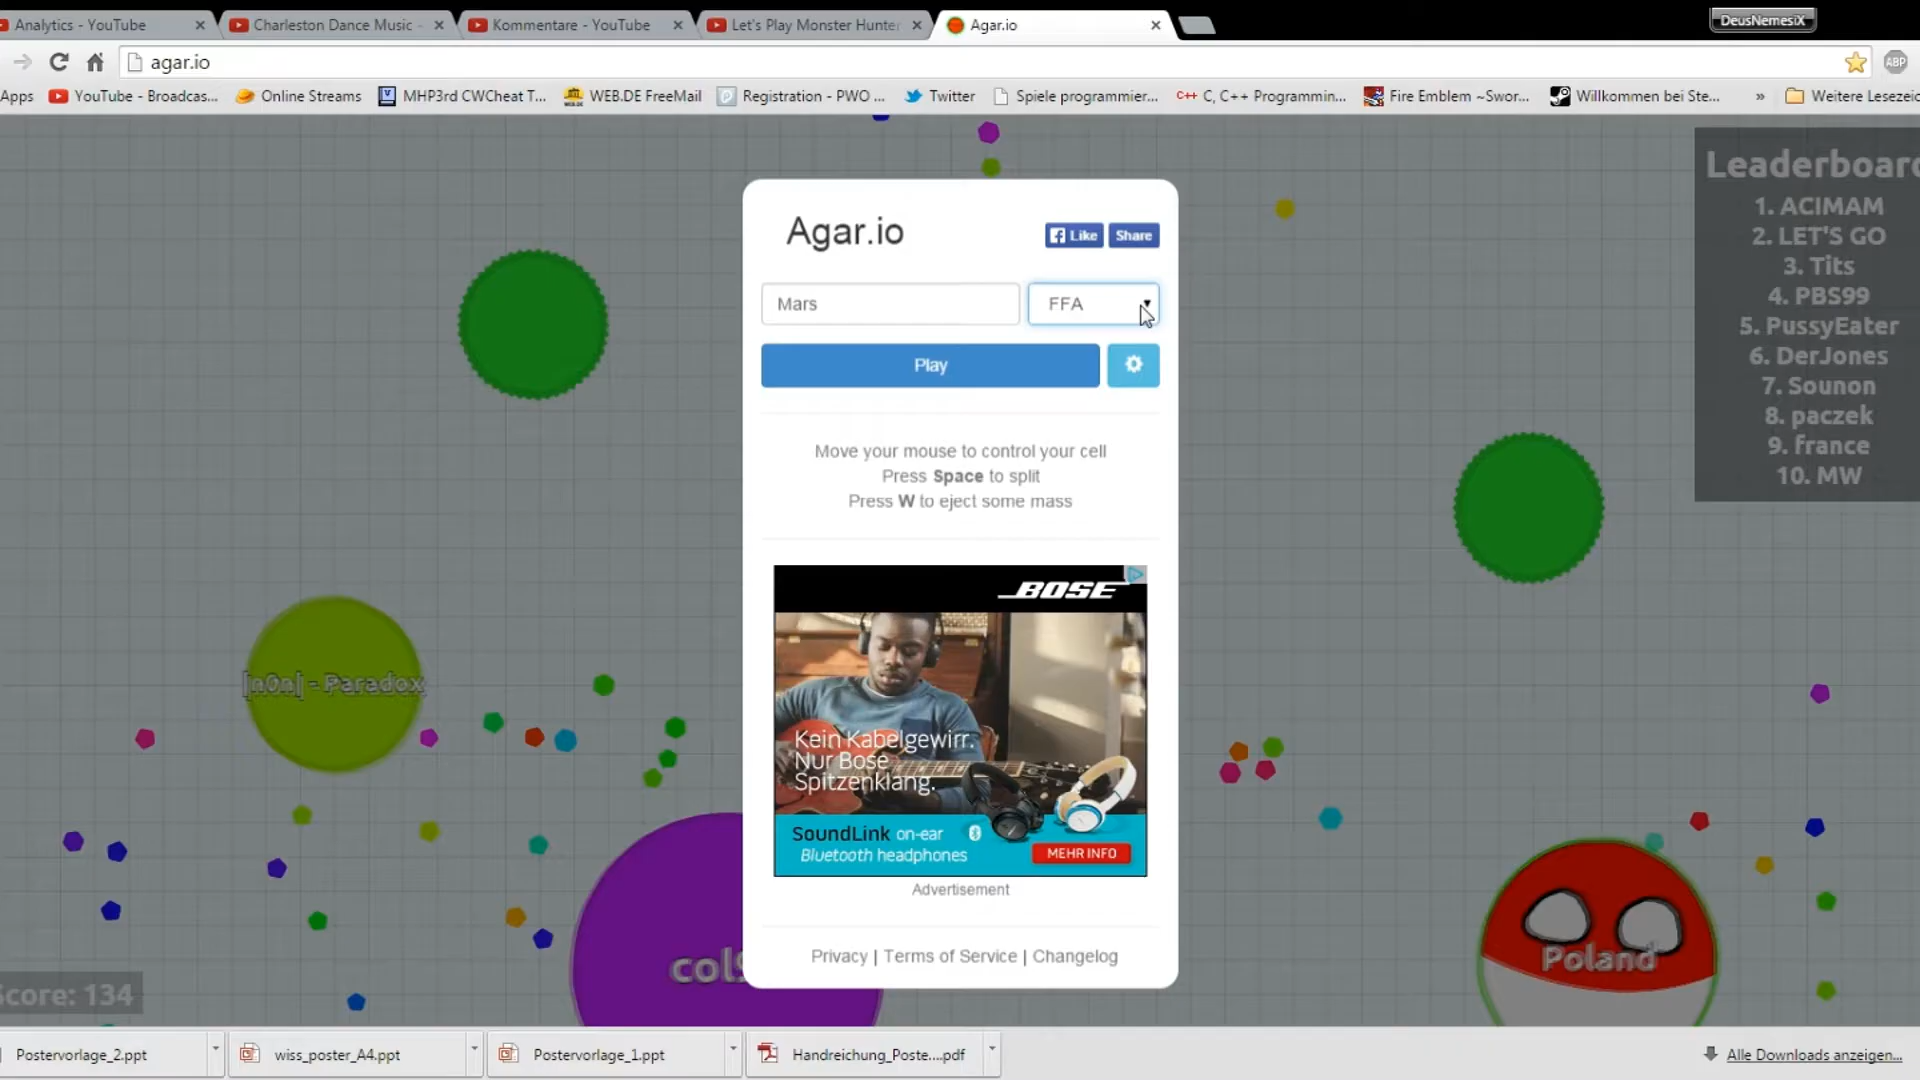 Analytics - YouTube
Charleston Dance Music -
Kommentare - YouTube
Let's Play Monster Hunter
Agar.io
DeusNemesiX
agar.io
ABP
Apps
YouTube - Broadcas...
Online Streams
MHP3rd CWCheat T...
WEB.DE FreeMail
Registration - PWO ...
Twitter
Spiele programmier...
C++ C, C++ Programmin...
Fire Emblem ~Swor...
Willkommen bei Ste...
»
Weitere Lesezeic
Leaderboard
1. ACIMAM
2. LET'S GO
3. Tits
4. PBS99
5. PussyEater
6. DerJones
7. Sounon
8. paczek
9. france
10. MW
Agar.io
Like
Share
Mars
FFA
Play
Move your mouse to control your cell
Press Space to split
Press W to eject some mass
BOSE
Kein Kabelgewirr.
Nur Bose
Spitzenklang.
SoundLink on-ear
Bluetooth headphones
MEHR INFO
Advertisement
Privacy | Terms of Service | Changelog
[n0n] - Paradox
colS
Poland
Score: 134
Postervorlage_2.ppt
wiss_poster_A4.ppt
Postervorlage_1.ppt
Handreichung_Poste....pdf
Alle Downloads anzeigen...